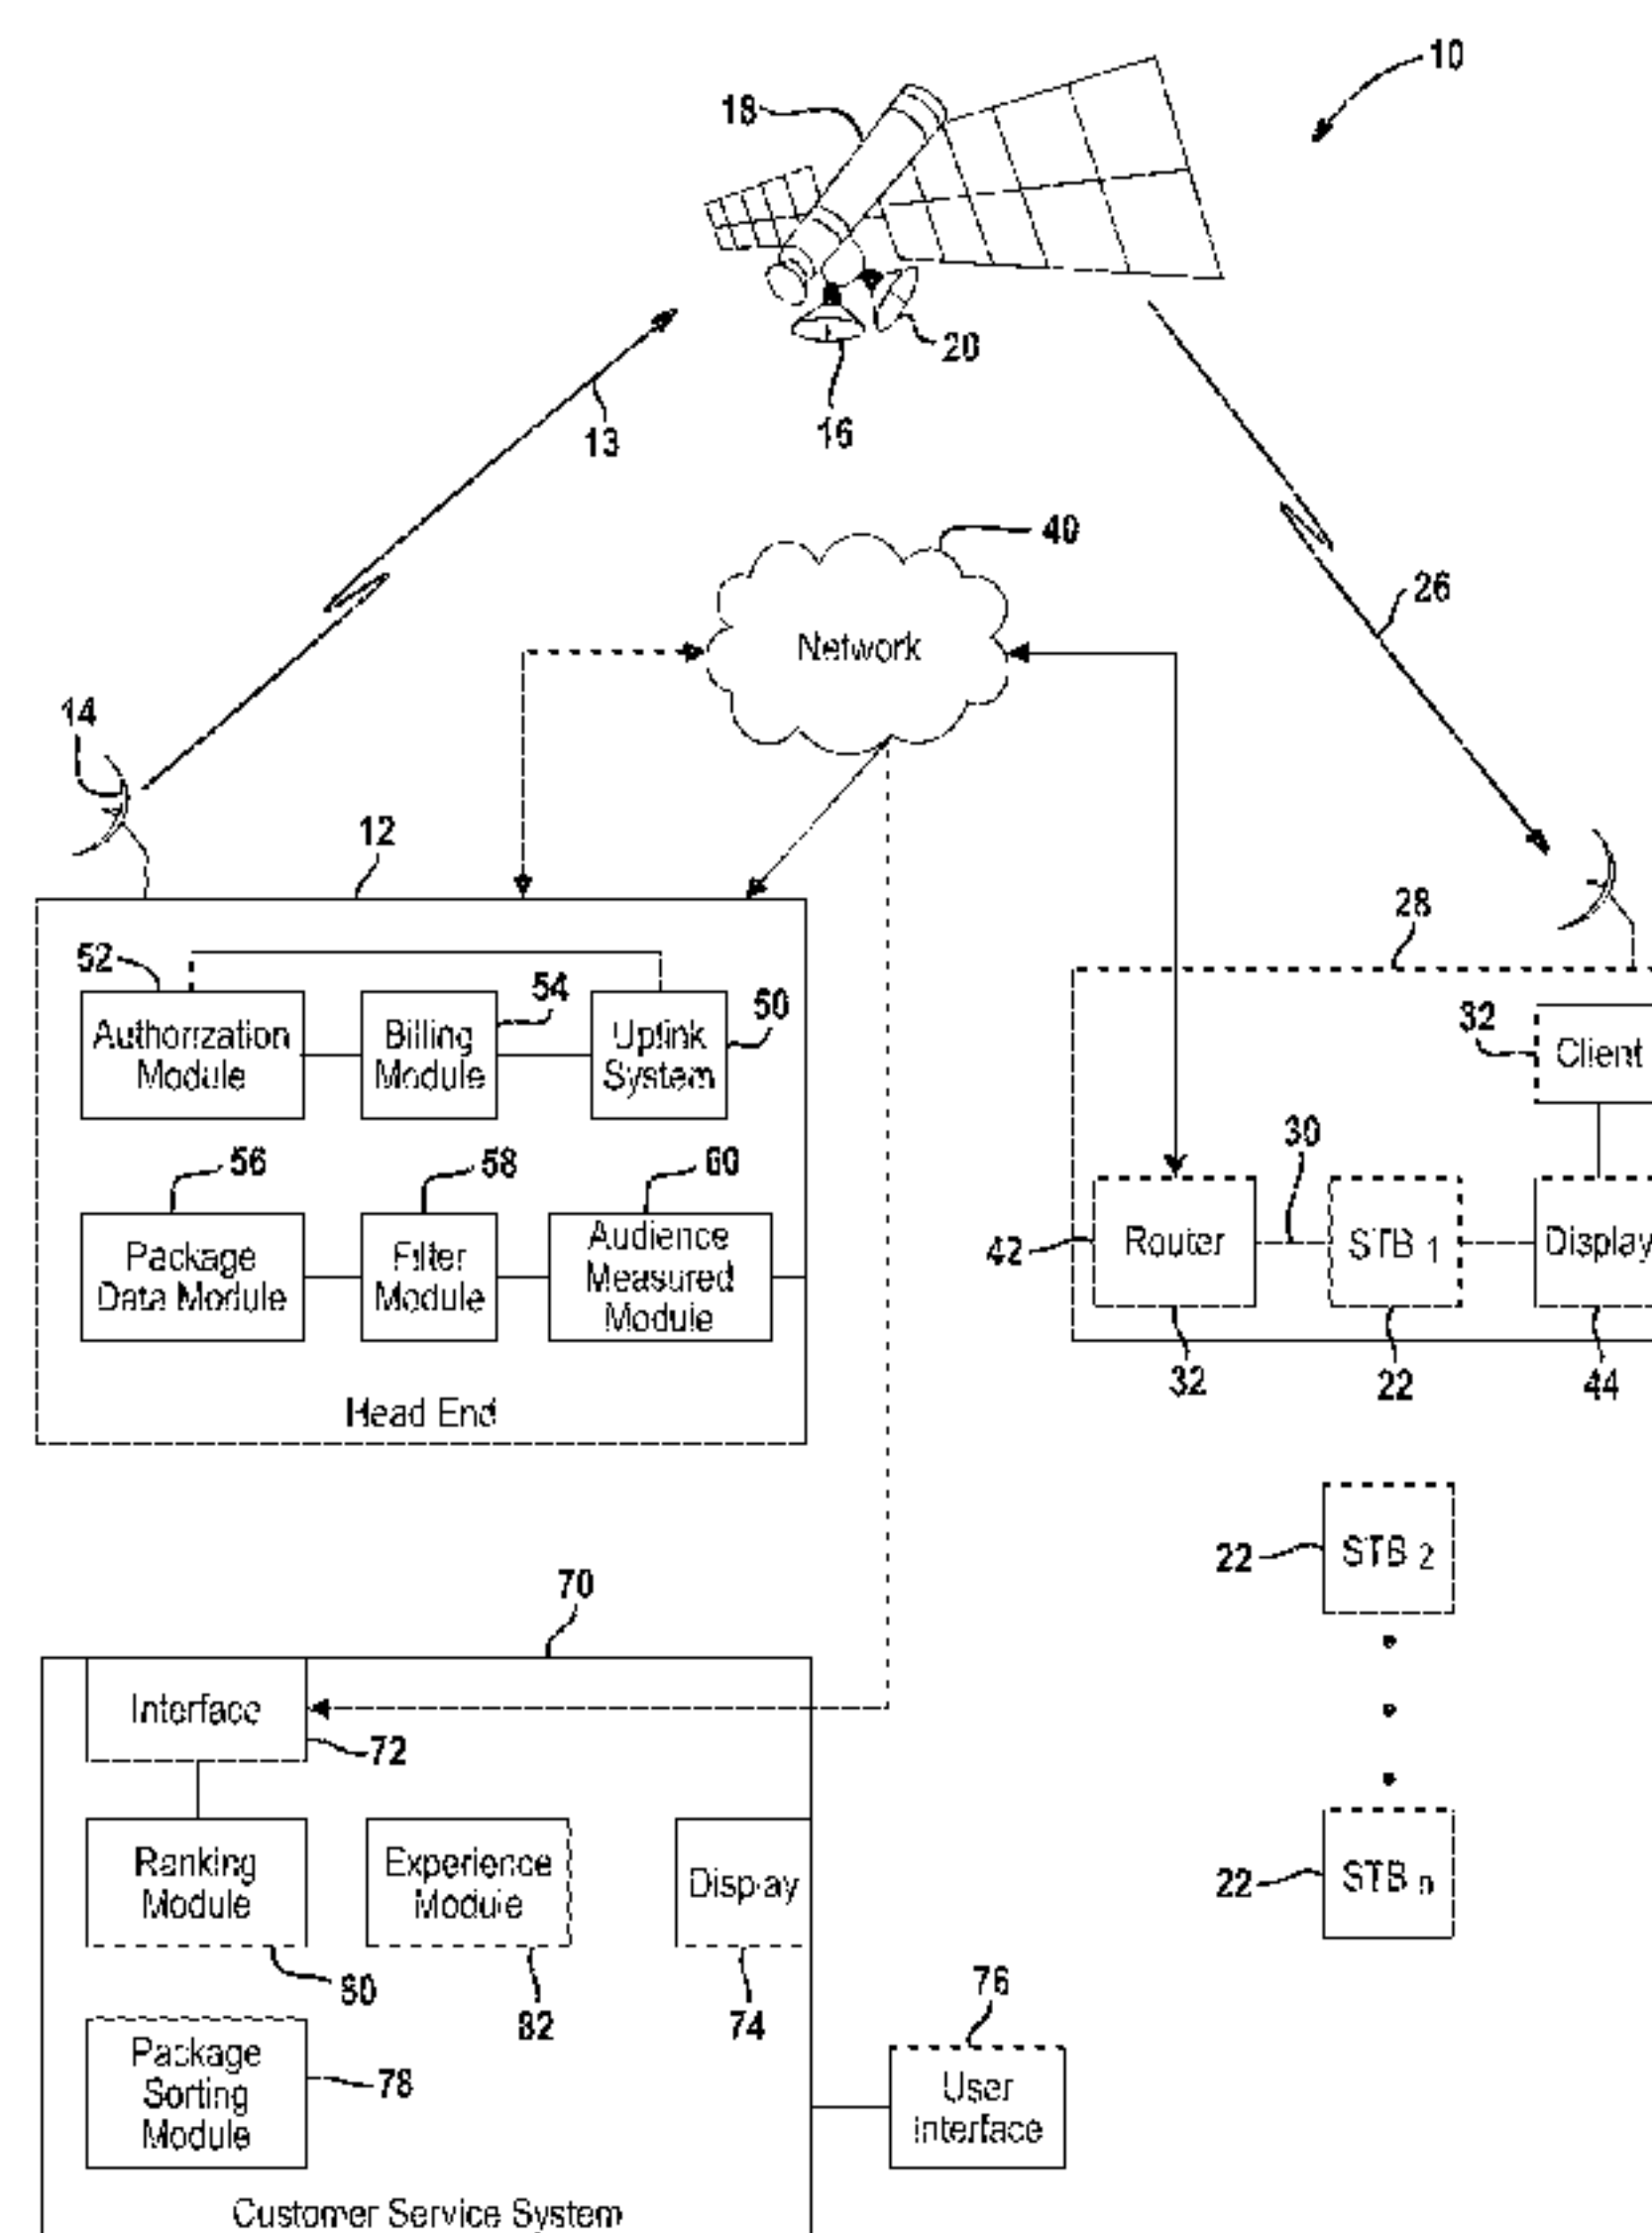 10
18
20
16
13
40
Network
26
14
12
28
52
54
50
Authorization
Module
Billing
Module
Uplink
System
32
Client
30
56
58
60
Package
Data Module
Filter
Module
Audience
Measured
Module
42
Router
STB 1
Display
32
22
44
Head End
22
STB 2
70
Interface
72
22
STB n
Ranking
Module
Experience
Module
Display
80
82
74
76
Package
Sorting
Module
78
User
Interface
Customer Service System